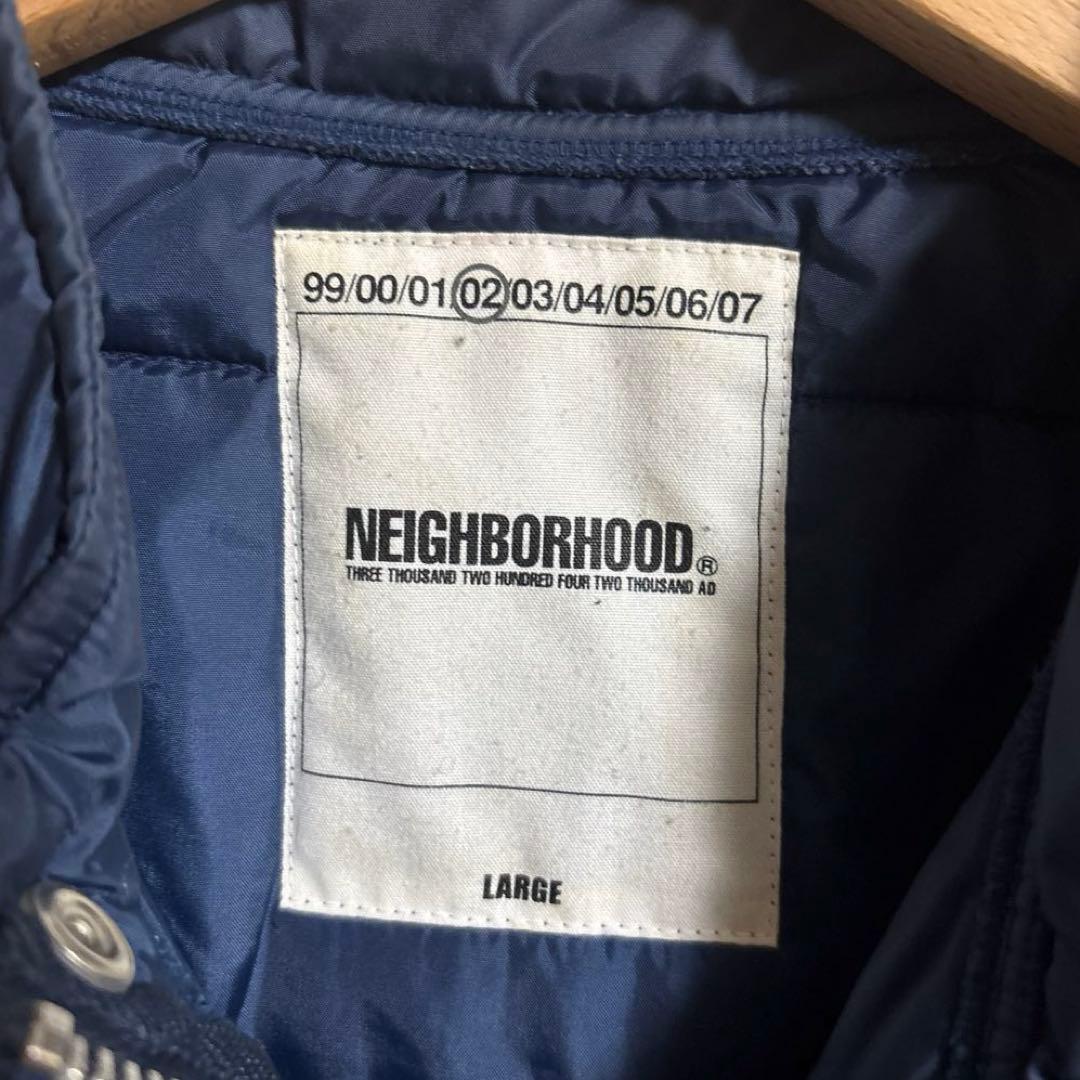 99/00/01/02/03/04/05/06/07
NEIGHBORHOOD®
THREE THOUSAND TWO HUNDRED FOUR TWO THOUSAND AD
LARGE